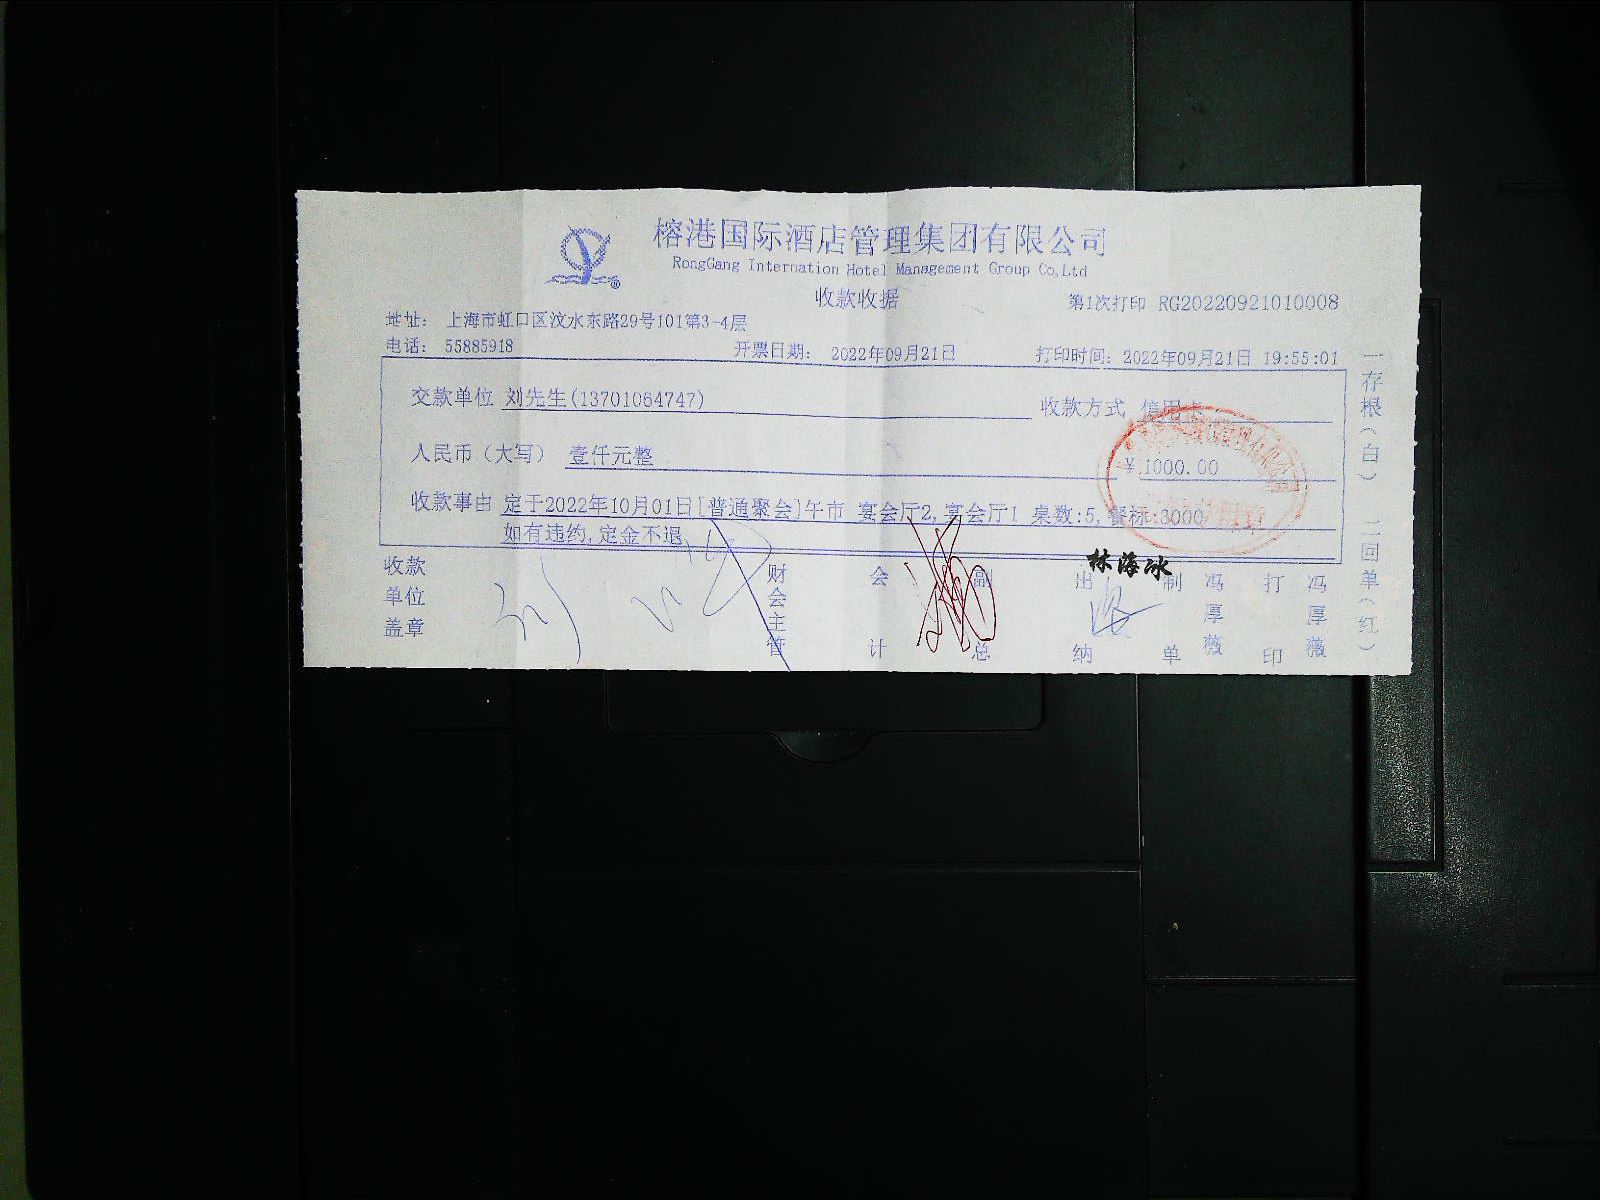 榕港国际酒店管理集团有限公司
RongGang Internation Hotel Management Group Co,Ltd
收款收据
第1次打印 RG20220921010008
地址: 上海市虹口区汶水东路29号101第3-4层
电话: 55885918 开票日期: 2022年09月21日 打印时间: 2022年09月21日 19:55:01
交款单位 刘先生(13701064747) 收款方式 信用卡
人民币(大写) 壹仟元整 ¥ 1000.00
收款事由 定于2022年10月01日[普通聚会]午市 宴会厅2,宴会厅1 桌数:5,餐标:3000
如有违约,定金不退
收款单位盖章
财会主管
会计
副总
出纳
林海冰
制单
冯厚薇
打印
冯厚薇
一存根(白) 二回单(红)